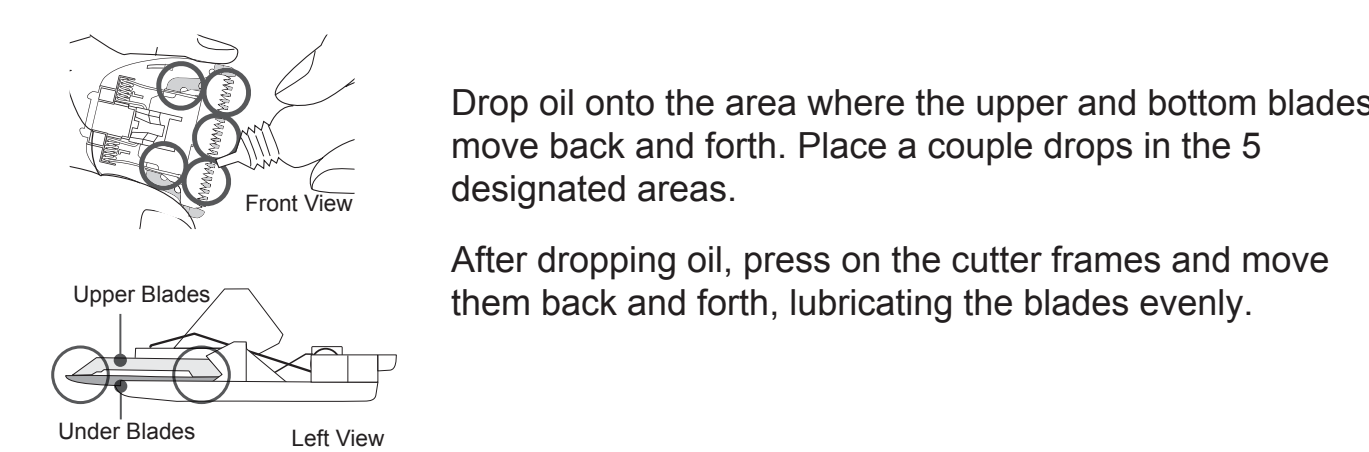 Front View
Upper Blades
Under Blades
Left View
Drop oil onto the area where the upper and bottom blades
move back and forth. Place a couple drops in the 5
designated areas.
After dropping oil, press on the cutter frames and move
them back and forth, lubricating the blades evenly.